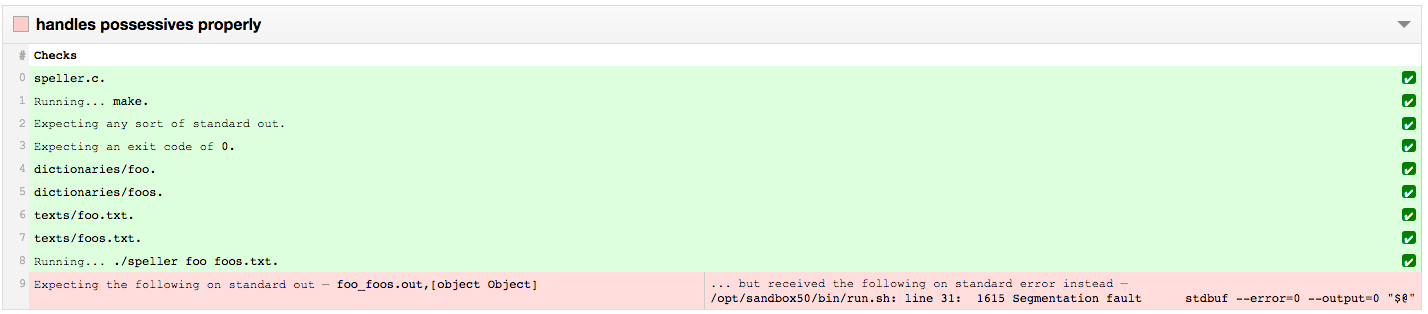 handles possessives properly
# Checks
0 speller.c.
1 Running... make.
2 Expecting any sort of standard out.
3 Expecting an exit code of 0.
4 dictionaries/foo.
5 dictionaries/foos.
6 texts/foo.txt.
7 texts/foos.txt.
8 Running... ./speller foo foos.txt.
9 Expecting the following on standard out — foo_foos.out,[object Object]
... but received the following on standard error instead —
/opt/sandbox50/bin/run.sh: line 31:  1615 Segmentation fault      stdbuf --error=0 --output=0 "$@"